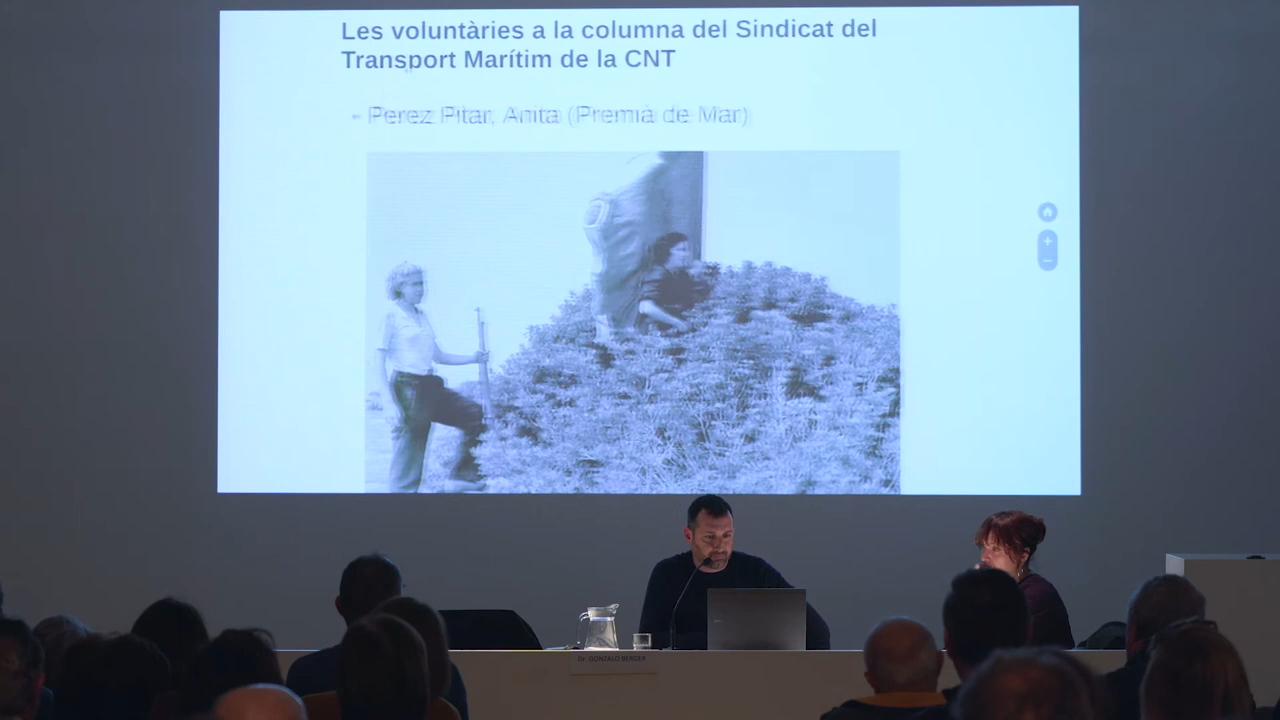 Les voluntàries a la columna del Sindicat del
Transport Marítim de la CNT
- Perez Pitar, Anita (Premià de Mar)
Dr. GONZALO BERGER